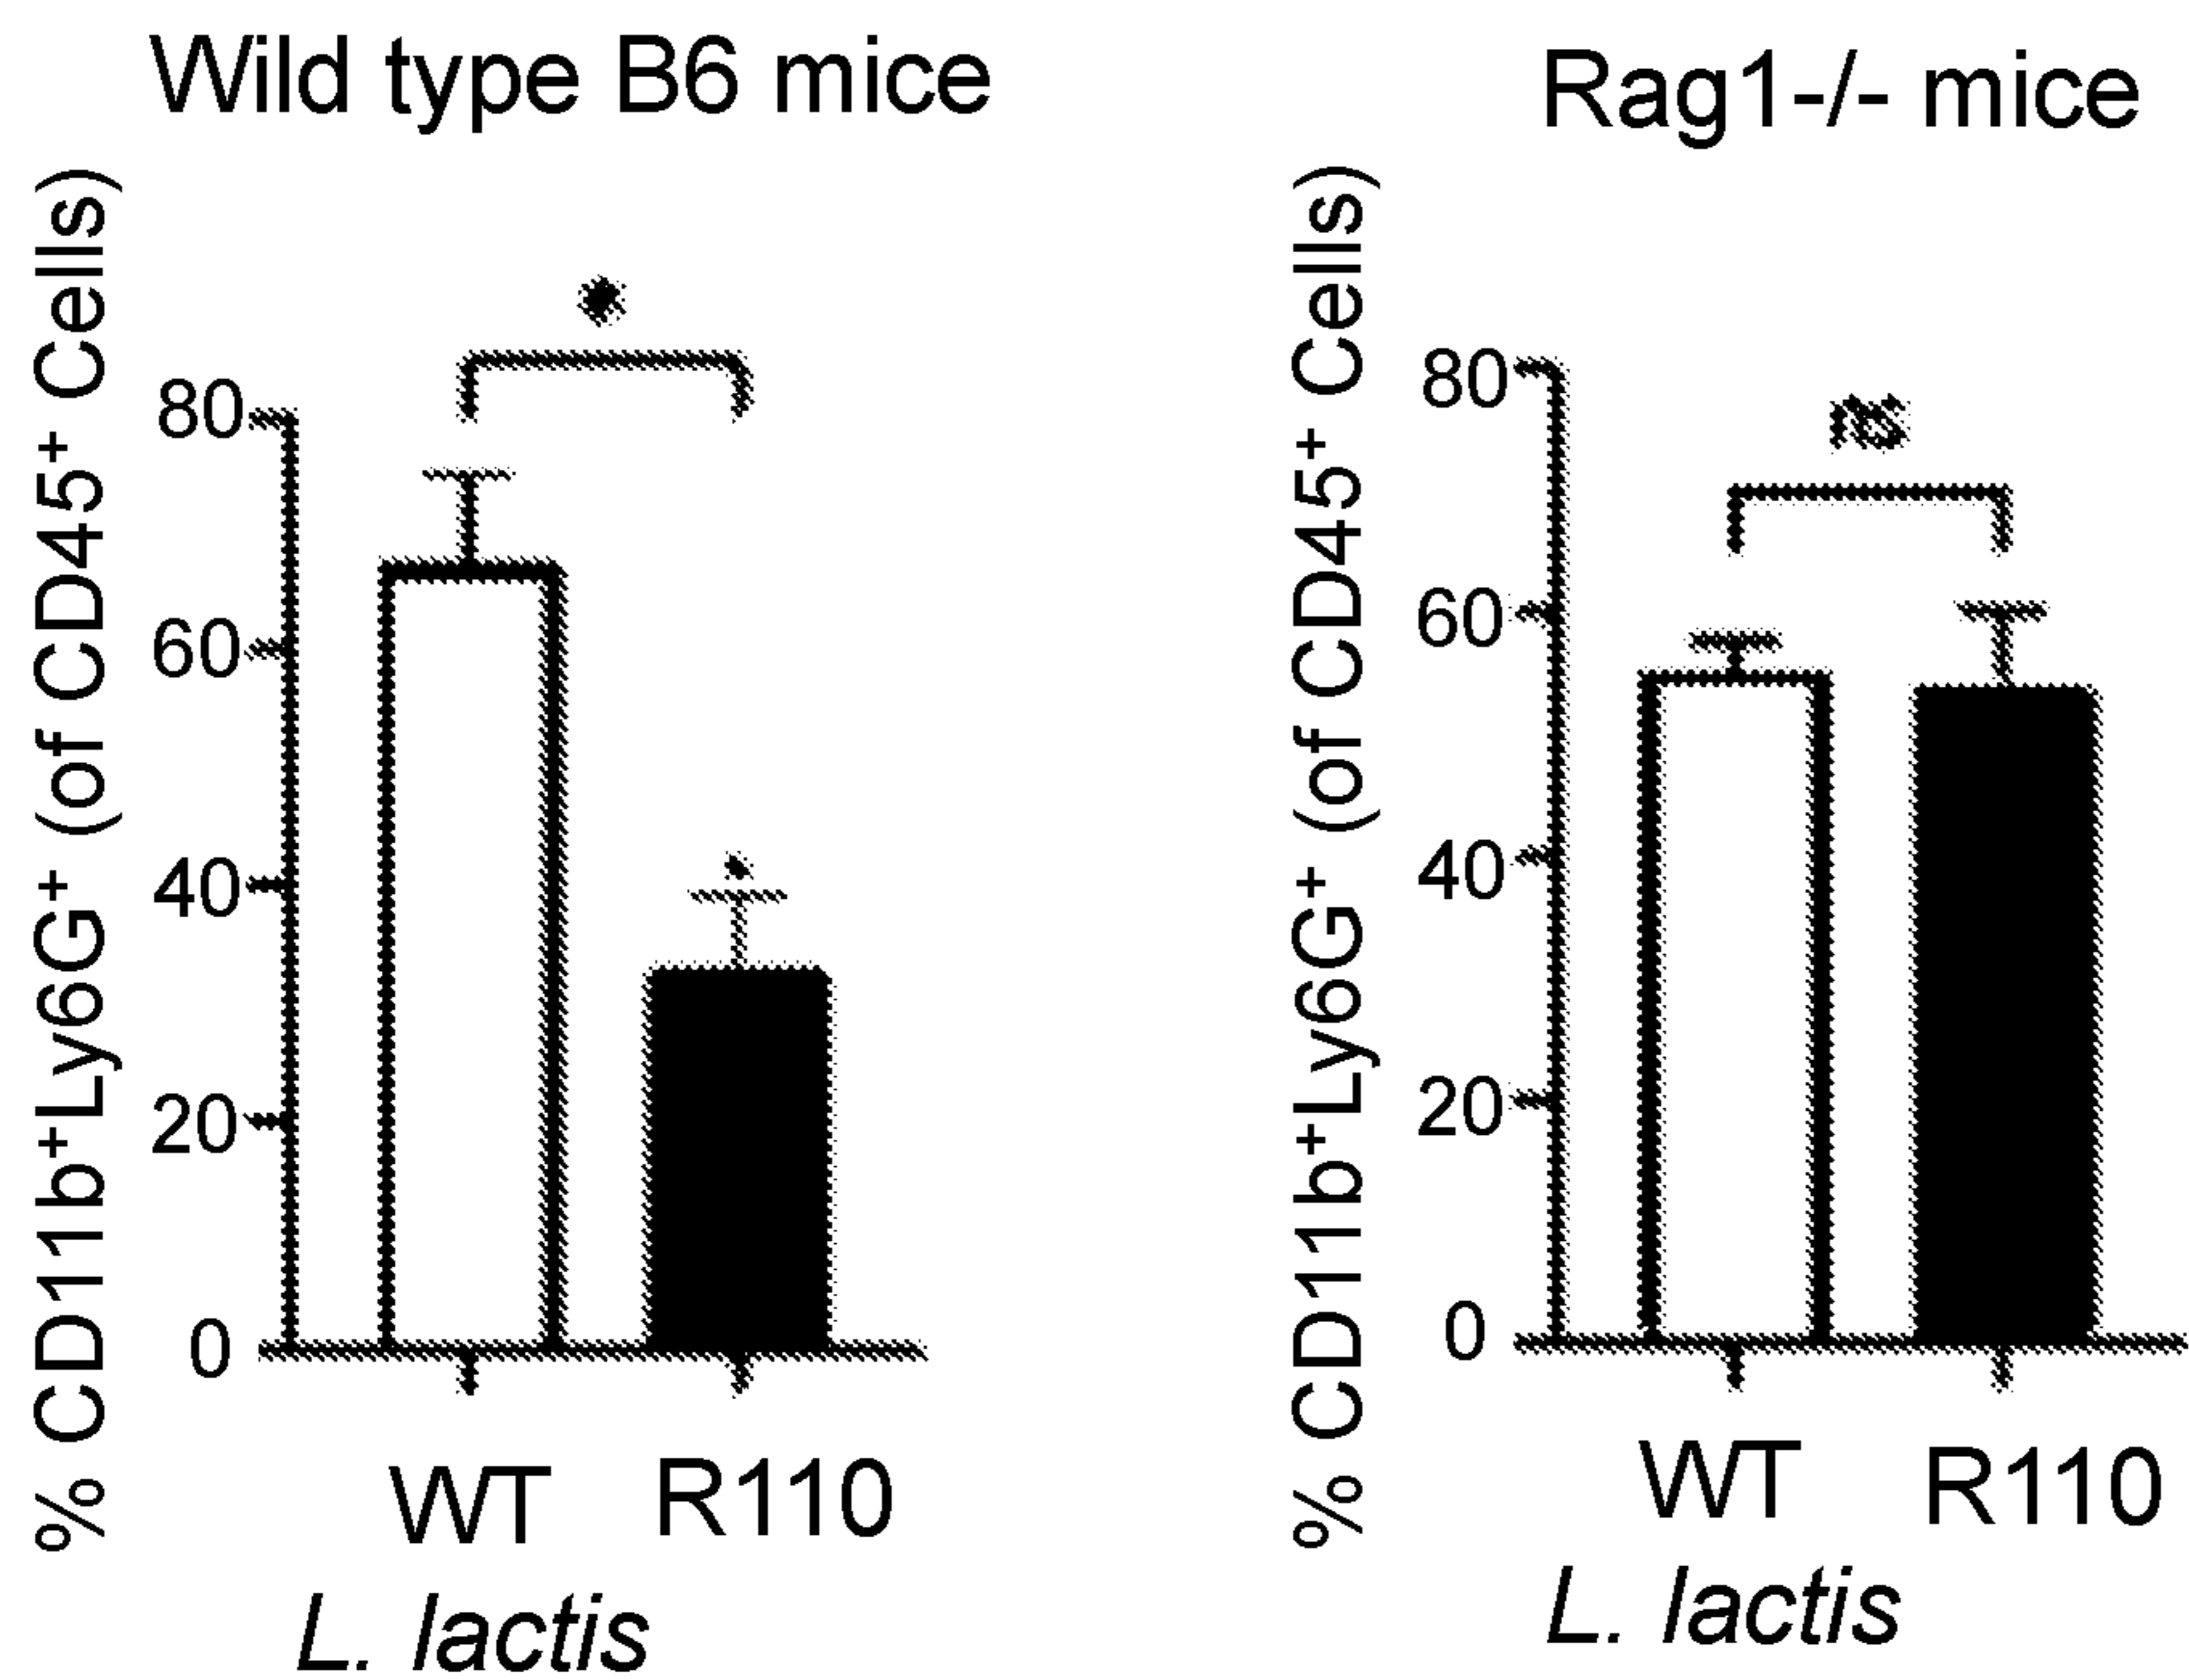 Wild type B6 mice
% CD11b⁺Ly6G⁺ (of CD45⁺ Cells)
*
80
60
40
20
0
WT R110
L. lactis
Rag1-/- mice
% CD11b⁺Ly6G⁺ (of CD45⁺ Cells)
ns
80
60
40
20
0
WT R110
L. lactis